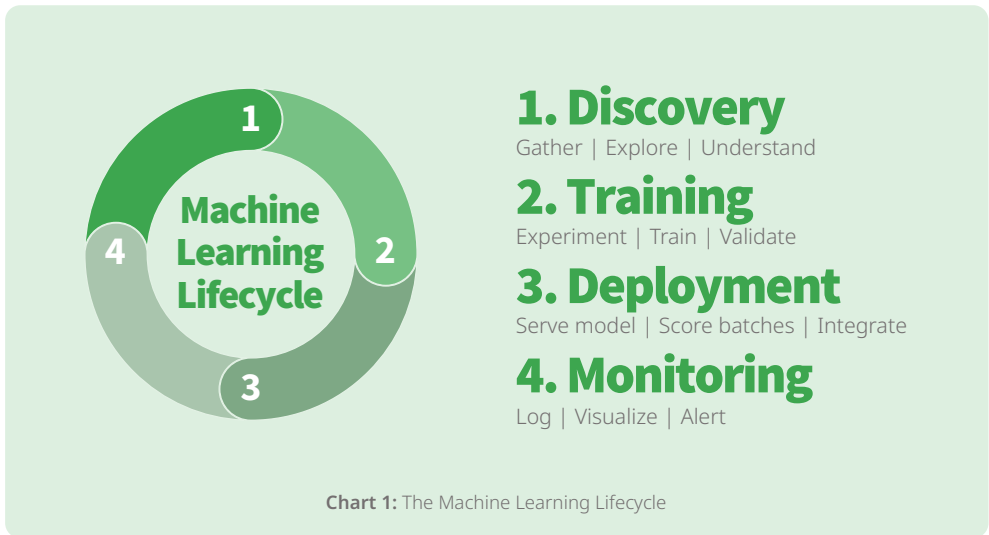 1
2
3
4
Machine
Learning
Lifecycle
1. Discovery
Gather | Explore | Understand
2. Training
Experiment | Train | Validate
3. Deployment
Serve model | Score batches | Integrate
4. Monitoring
Log | Visualize | Alert
Chart 1: The Machine Learning Lifecycle